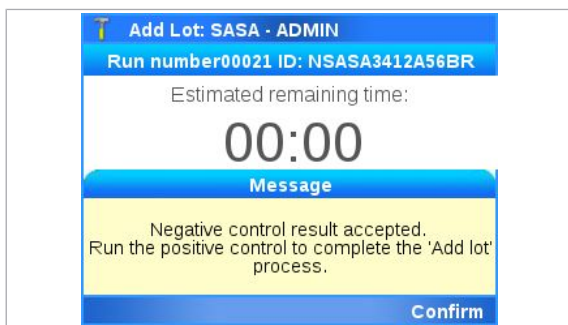 Add Lot: SASA - ADMIN
Run number00021 ID: NSASA3412A56BR
Estimated remaining time:
00:00
Message
Negative control result accepted.
Run the positive control to complete the 'Add lot'
process.
Confirm